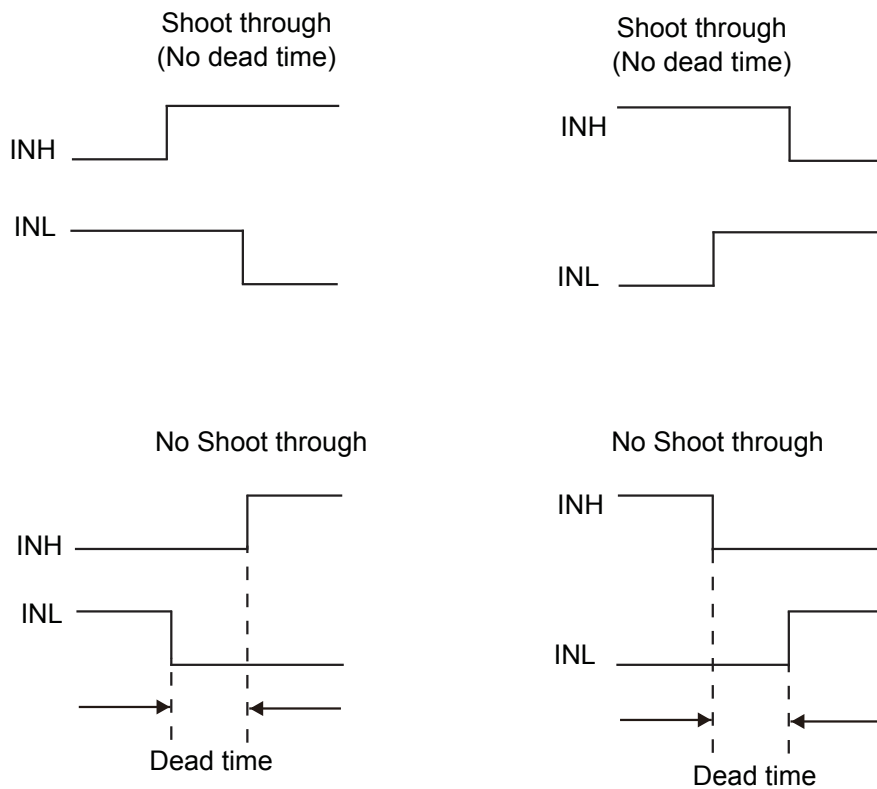 Shoot through
(No dead time)
INH
INL
Shoot through
(No dead time)
INH
INL
No Shoot through
INH
INL
Dead time
No Shoot through
INH
INL
Dead time